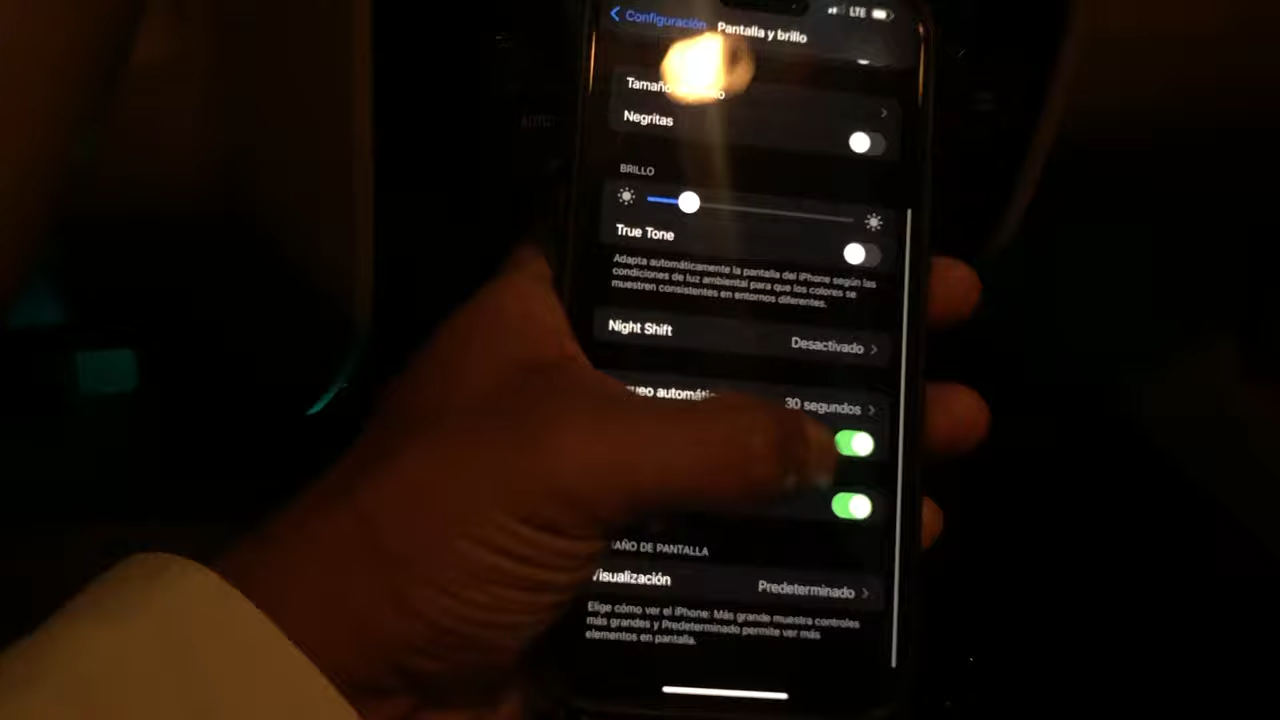 Configuración
Pantalla y brillo
LTE
Negritas
BRILLO
True Tone
Adapta automáticamente la pantalla del iPhone según las
condiciones de luz ambiental para que los colores se
muestren consistentes en entornos diferentes.
Night Shift
Desactivado
30 segundos
DE PANTALLA
Visualización
Predeterminado
Elige cómo ver el iPhone: Más grande muestra controles
más grandes y Predeterminado permite ver más
elementos en pantalla.